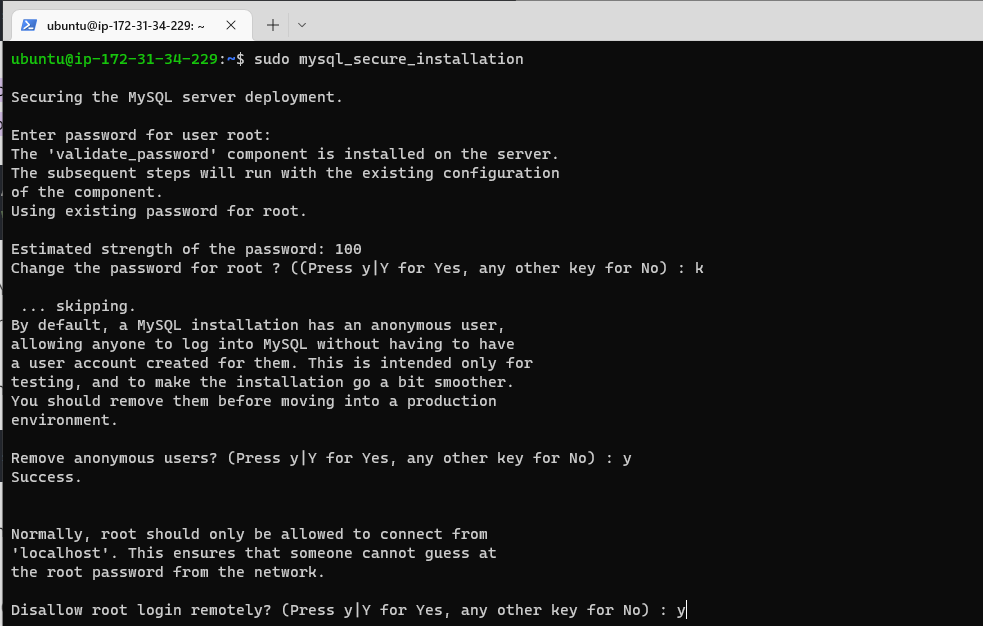 ubuntu@ip-172-31-34-229: ~
ubuntu@ip-172-31-34-229:~$ sudo mysql_secure_installation
Securing the MySQL server deployment.
Enter password for user root:
The 'validate_password' component is installed on the server.
The subsequent steps will run with the existing configuration
of the component.
Using existing password for root.
Estimated strength of the password: 100
Change the password for root ? ((Press y|Y for Yes, any other key for No) : k
... skipping.
By default, a MySQL installation has an anonymous user,
allowing anyone to log into MySQL without having to have
a user account created for them. This is intended only for
testing, and to make the installation go a bit smoother.
You should remove them before moving into a production
environment.
Remove anonymous users? (Press y|Y for Yes, any other key for No) : y
Success.
Normally, root should only be allowed to connect from
'localhost'. This ensures that someone cannot guess at
the root password from the network.
Disallow root login remotely? (Press y|Y for Yes, any other key for No) : y